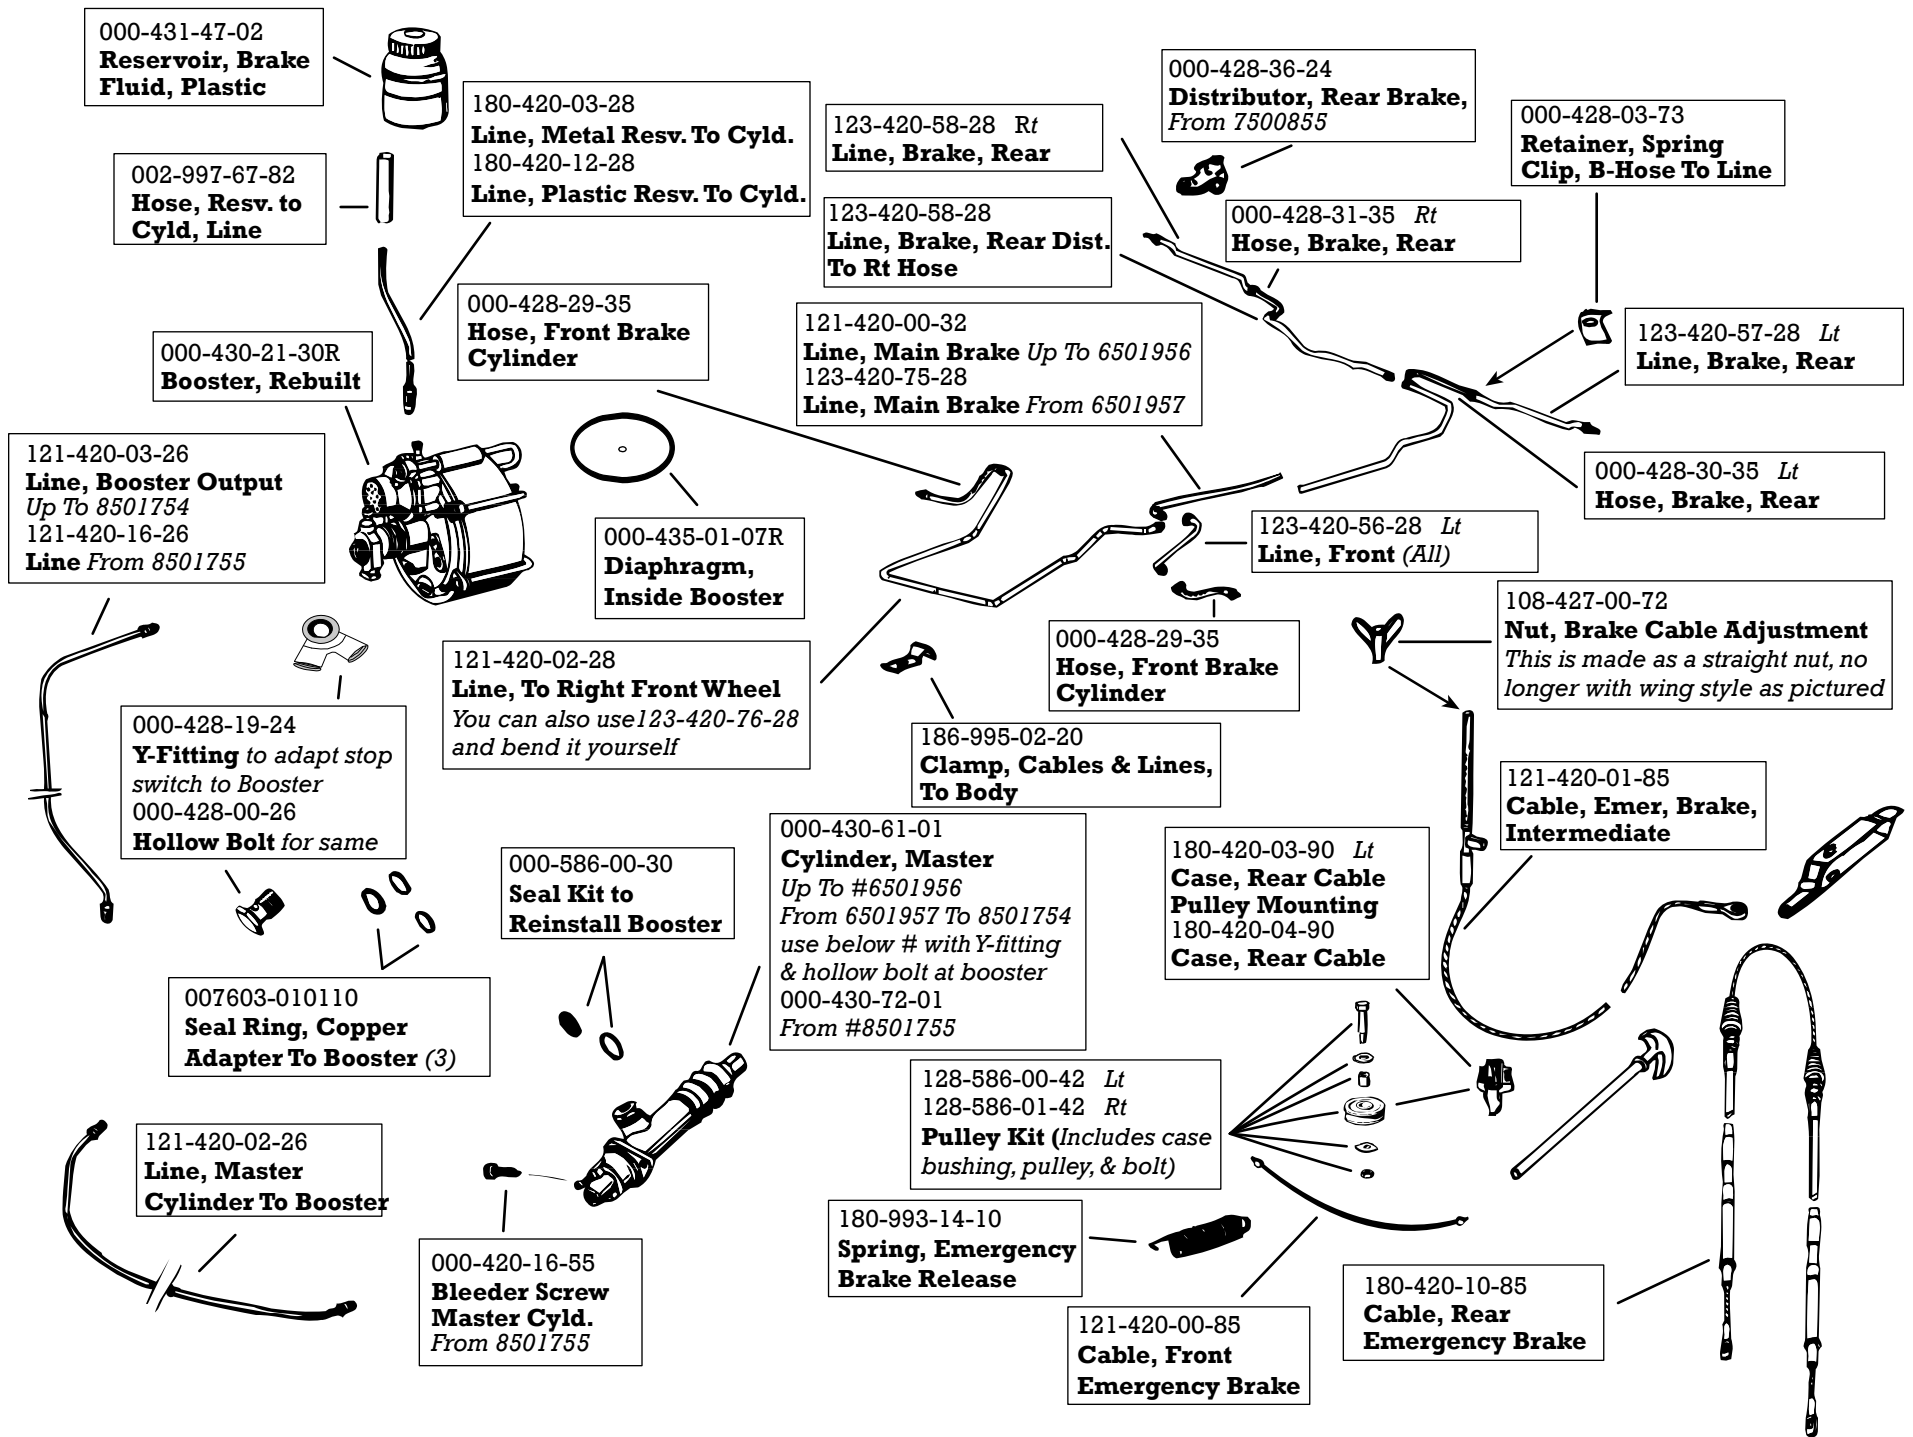 000-431-47-02
Reservoir, Brake
Fluid, Plastic
002-997-67-82
Hose, Resv. to
Cyld, Line
180-420-03-28
Line, Metal Resv. To Cyld.
180-420-12-28
Line, Plastic Resv. To Cyld.
123-420-58-28 Rt
Line, Brake, Rear
000-428-36-24
Distributor, Rear Brake,
From 7500855
000-428-03-73
Retainer, Spring
Clip, B-Hose To Line
123-420-58-28
Line, Brake, Rear Dist.
To Rt Hose
000-428-31-35 Rt
Hose, Brake, Rear
000-430-21-30R
Booster, Rebuilt
000-428-29-35
Hose, Front Brake
Cylinder
121-420-00-32
Line, Main Brake Up To 6501956
123-420-75-28
Line, Main Brake From 6501957
123-420-57-28 Lt
Line, Brake, Rear
121-420-03-26
Line, Booster Output
Up To 8501754
121-420-16-26
Line From 8501755
000-435-01-07R
Diaphragm,
Inside Booster
000-428-30-35 Lt
Hose, Brake, Rear
123-420-56-28 Lt
Line, Front (All)
121-420-02-28
Line, To Right Front Wheel
You can also use123-420-76-28
and bend it yourself
000-428-29-35
Hose, Front Brake
Cylinder
108-427-00-72
Nut, Brake Cable Adjustment
This is made as a straight nut, no
longer with wing style as pictured
000-428-19-24
Y-Fitting to adapt stop
switch to Booster
000-428-00-26
Hollow Bolt for same
186-995-02-20
Clamp, Cables & Lines,
To Body
121-420-01-85
Cable, Emer, Brake,
Intermediate
000-586-00-30
Seal Kit to
Reinstall Booster
000-430-61-01
Cylinder, Master
Up To #6501956
From 6501957 To 8501754
use below # with Y-fitting
& hollow bolt at booster
000-430-72-01
From #8501755
180-420-03-90 Lt
Case, Rear Cable
Pulley Mounting
180-420-04-90
Case, Rear Cable
007603-010110
Seal Ring, Copper
Adapter To Booster (3)
128-586-00-42 Lt
128-586-01-42 Rt
Pulley Kit (Includes case
bushing, pulley, & bolt)
121-420-02-26
Line, Master
Cylinder To Booster
000-420-16-55
Bleeder Screw
Master Cyld.
From 8501755
180-993-14-10
Spring, Emergency
Brake Release
121-420-00-85
Cable, Front
Emergency Brake
180-420-10-85
Cable, Rear
Emergency Brake